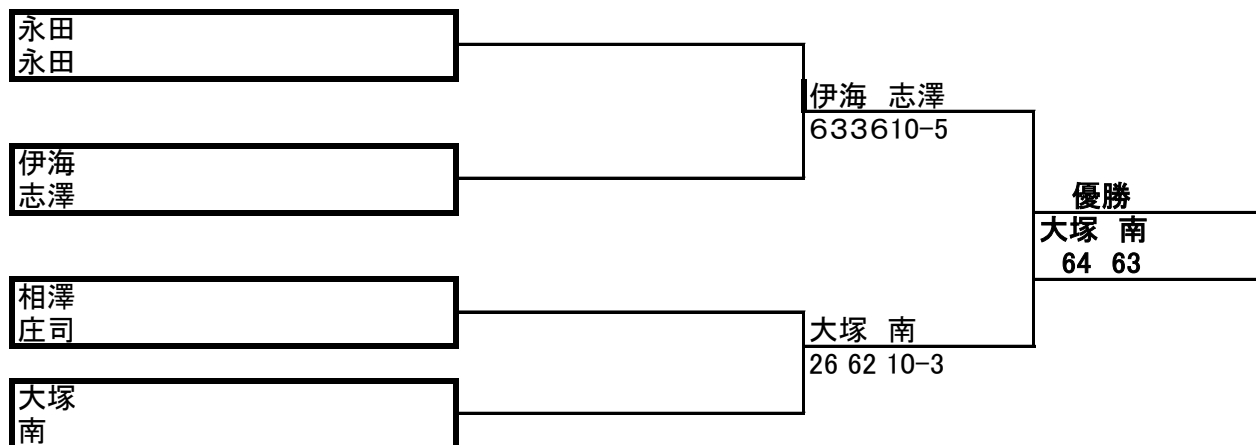 永田
永田
伊海　志澤
６３３６10-5
伊海
志澤
優勝
大塚　南
64　63
相澤
庄司
大塚　南
26 62 10-3
大塚
南